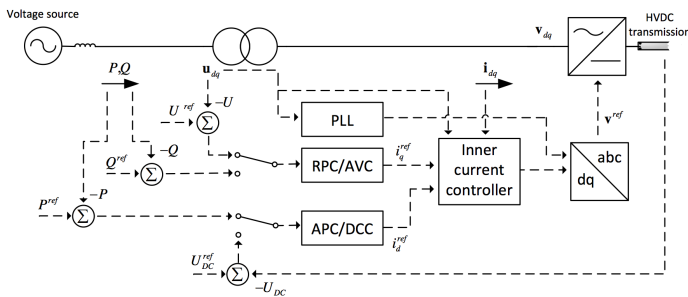 Voltage source
HVDC
transmission
v_dq
P,Q
u_dq
i_dq
U^ref
−U
PLL
v^ref
Q^ref
−Q
RPC/AVC
i_q^ref
Inner
current
controller
abc
dq
P^ref
−P
APC/DCC
i_d^ref
U_DC^ref
−U_DC
Σ
Σ
Σ
Σ